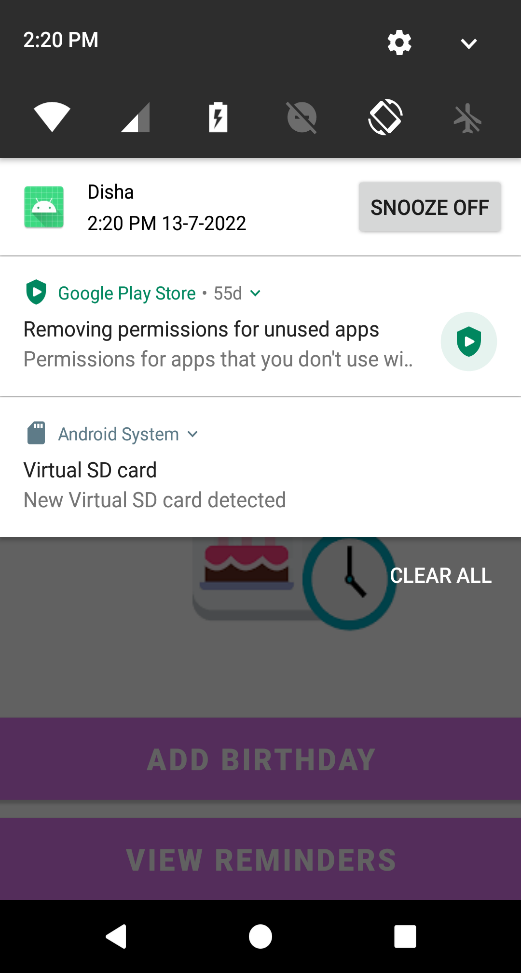 2:20 PM
Disha
2:20 PM 13-7-2022
SNOOZE OFF
Google Play Store • 55d
Removing permissions for unused apps
Permissions for apps that you don't use wi..
Android System
Virtual SD card
New Virtual SD card detected
CLEAR ALL
ADD BIRTHDAY
VIEW REMINDERS